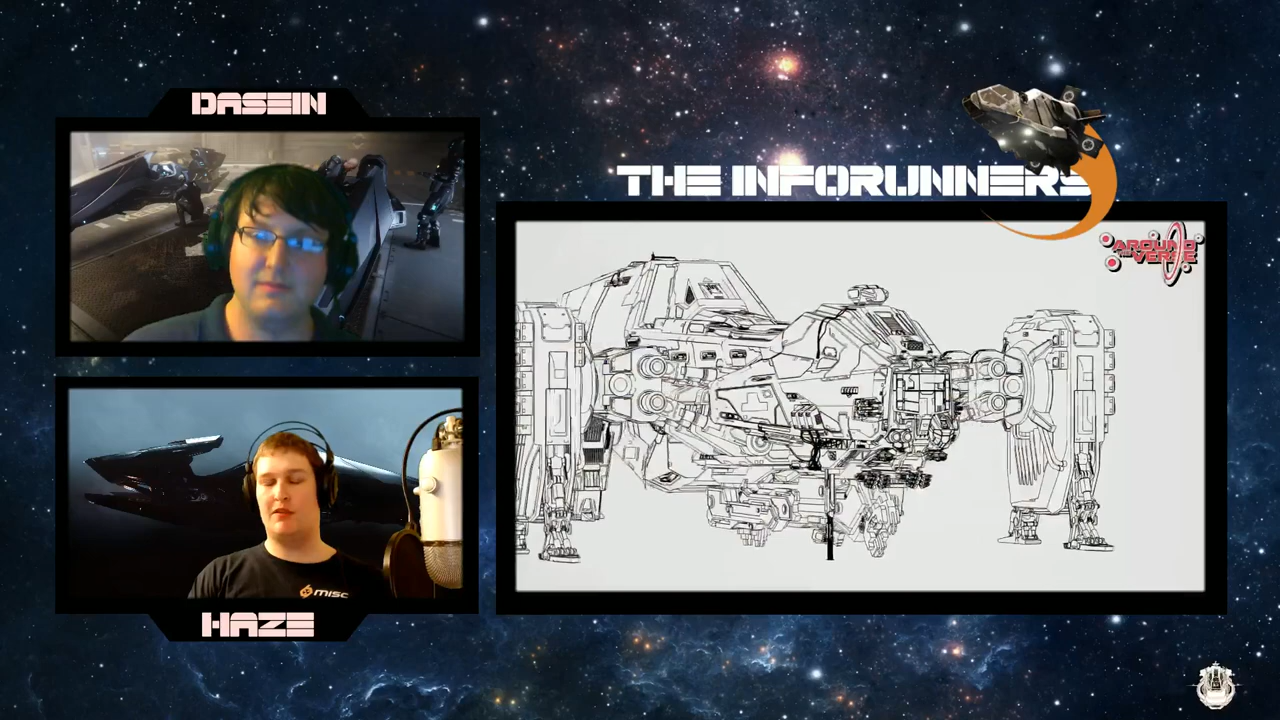 DASEIN
THE INFORUNNERS
AROUND
THE VERSE
MISC
HAZE